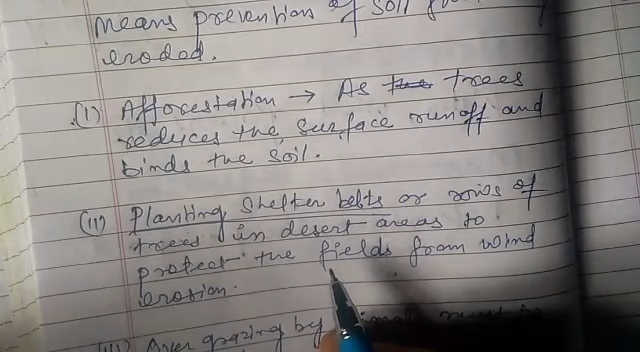 means prevention of soil
eroded.
(i) Afforestation → As the trees
reduces the surface runoff and
binds the soil.
(ii) Planting Shelter belts or rows of
trees in desert areas to
protect the fields from wind
erosion.
(iii) Over grazing by